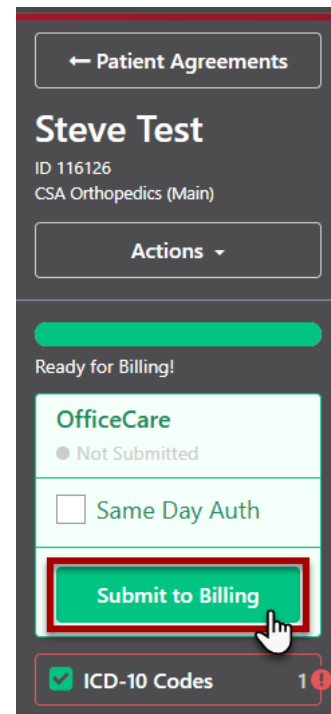 ← Patient Agreements
Steve Test
ID 116126
CSA Orthopedics (Main)
Actions
Ready for Billing!
OfficeCare
Not Submitted
Same Day Auth
Submit to Billing
ICD-10 Codes 1